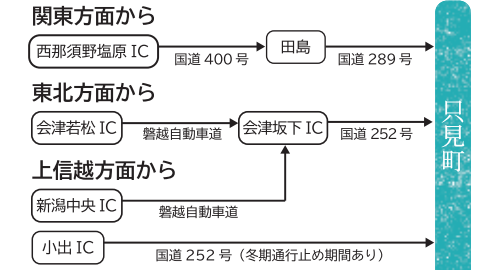 関東方面から
西那須野塩原 IC
国道 400 号
田島
国道 289 号
東北方面から
会津若松 IC
磐越自動車道
会津坂下 IC
国道 252 号
上信越方面から
新潟中央 IC
磐越自動車道
小出 IC
国道 252 号（冬期通行止め期間あり）
只見町